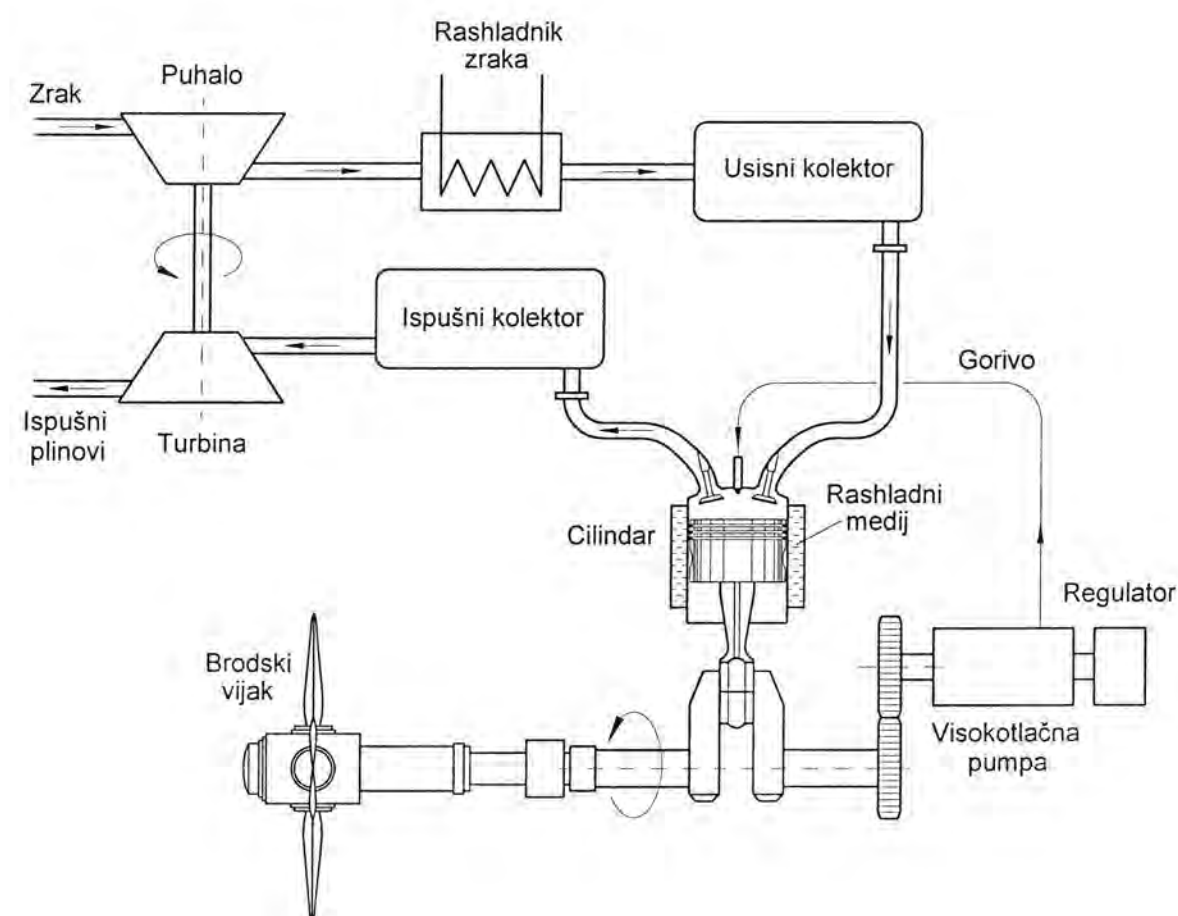 Rashladnik
zraka
Puhalo
Zrak
Usisni kolektor
Ispušni kolektor
Gorivo
Ispušni
plinovi
Turbina
Rashladni
medij
Cilindar
Regulator
Brodski
vijak
Visokotlačna
pumpa